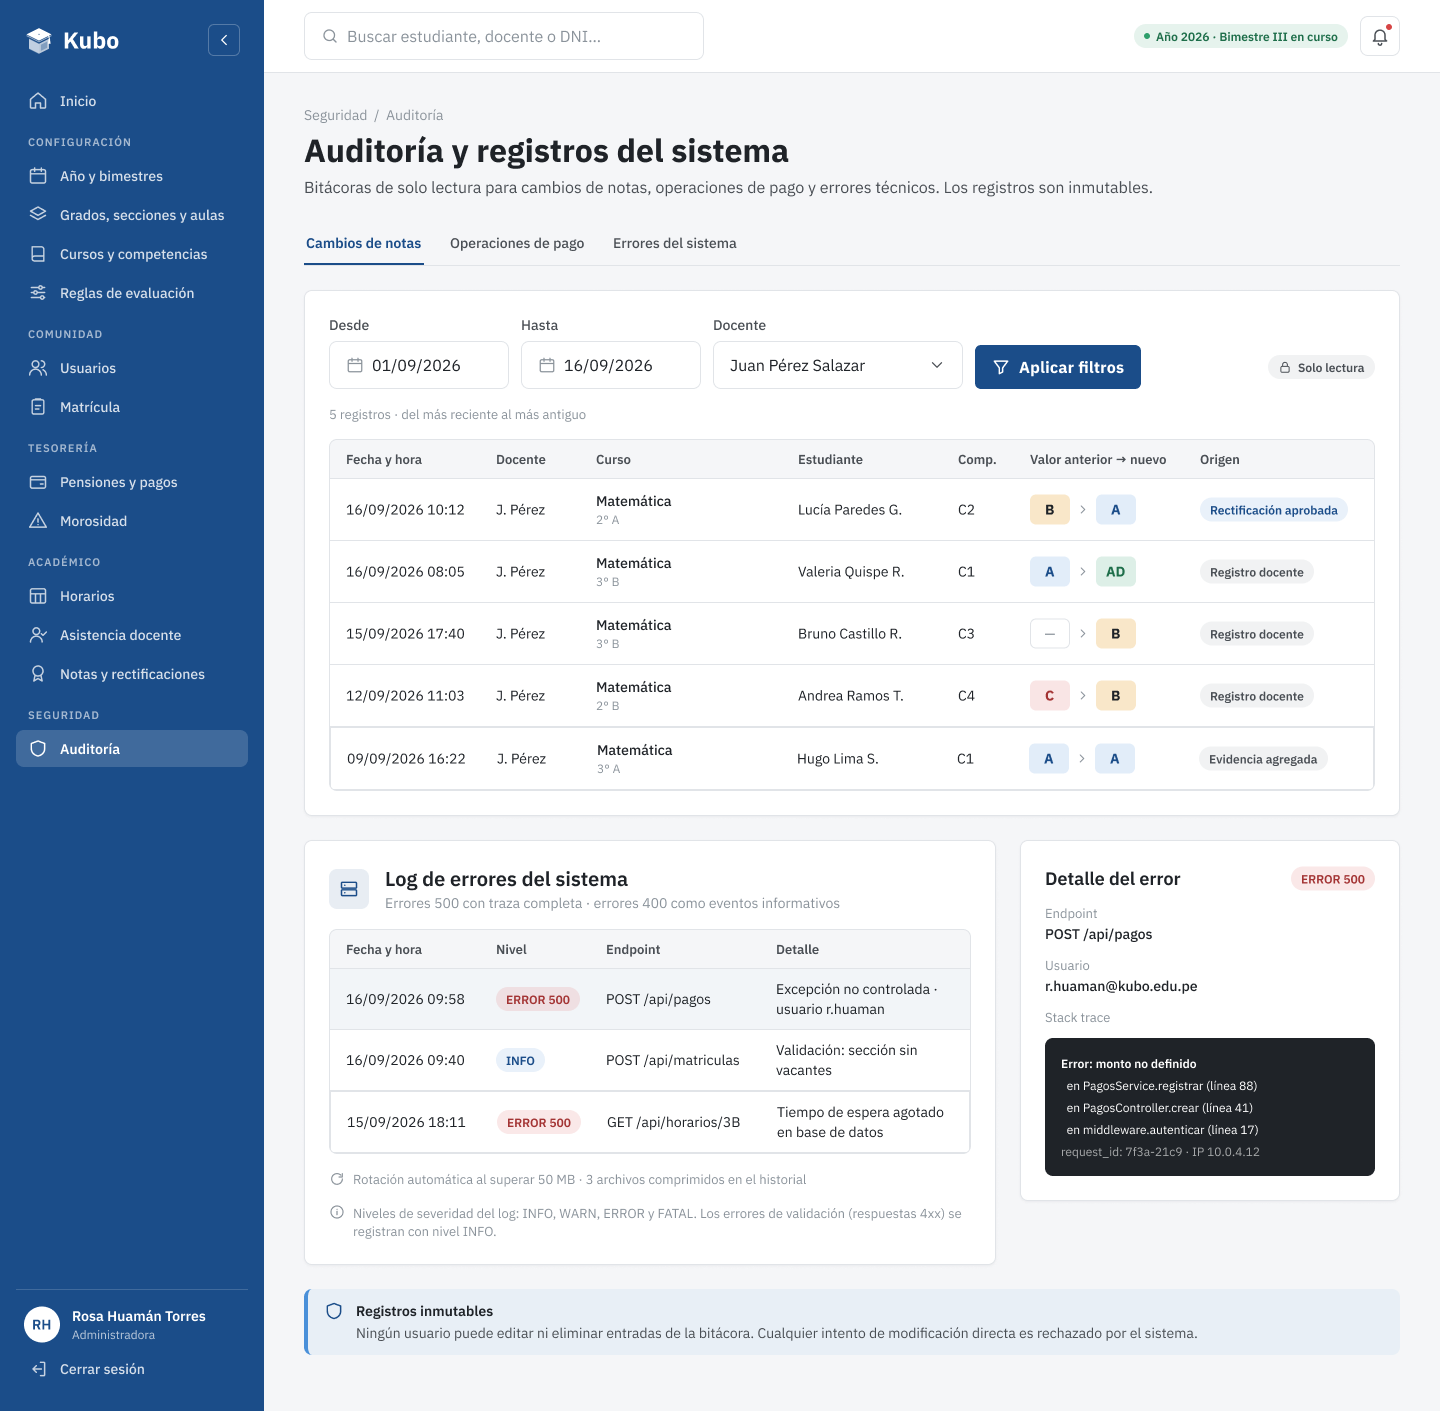 Kubo
Inicio
CONFIGURACIÓN
Año y bimestres
Grados, secciones y aulas
Cursos y competencias
Reglas de evaluación
COMUNIDAD
Usuarios
Matrícula
TESORERÍA
Pensiones y pagos
Morosidad
ACADÉMICO
Horarios
Asistencia docente
Notas y rectificaciones
SEGURIDAD
Auditoría
RH
Rosa Huamán Torres
Administradora
Cerrar sesión
Buscar estudiante, docente o DNI...
Año 2026 · Bimestre III en curso
Seguridad / Auditoría
Auditoría y registros del sistema
Bitácoras de solo lectura para cambios de notas, operaciones de pago y errores técnicos. Los registros son inmutables.
Cambios de notas Operaciones de pago Errores del sistema
Desde Hasta Docente
01/09/2026 16/09/2026 Juan Pérez Salazar Aplicar filtros Solo lectura
5 registros · del más reciente al más antiguo
Fecha y hora Docente Curso Estudiante Comp. Valor anterior → nuevo Origen
16/09/2026 10:12 J. Pérez Matemática 2° A Lucía Paredes G. C2 B > A Rectificación aprobada
16/09/2026 08:05 J. Pérez Matemática 3° B Valeria Quispe R. C1 A > AD Registro docente
15/09/2026 17:40 J. Pérez Matemática 3° B Bruno Castillo R. C3 — > B Registro docente
12/09/2026 11:03 J. Pérez Matemática 2° B Andrea Ramos T. C4 C > B Registro docente
09/09/2026 16:22 J. Pérez Matemática 3° A Hugo Lima S. C1 A > A Evidencia agregada
Log de errores del sistema
Errores 500 con traza completa · errores 400 como eventos informativos
Fecha y hora Nivel Endpoint Detalle
16/09/2026 09:58 ERROR 500 POST /api/pagos Excepción no controlada ·
usuario r.huaman
16/09/2026 09:40 INFO POST /api/matriculas Validación: sección sin
vacantes
15/09/2026 18:11 ERROR 500 GET /api/horarios/3B Tiempo de espera agotado
en base de datos
Rotación automática al superar 50 MB · 3 archivos comprimidos en el historial
Niveles de severidad del log: INFO, WARN, ERROR y FATAL. Los errores de validación (respuestas 4xx) se
registran con nivel INFO.
Detalle del error ERROR 500
Endpoint
POST /api/pagos
Usuario
r.huaman@kubo.edu.pe
Stack trace
Error: monto no definido
en PagosService.registrar (línea 88)
en PagosController.crear (línea 41)
en middleware.autenticar (línea 17)
request_id: 7f3a-21c9 · IP 10.0.4.12
Registros inmutables
Ningún usuario puede editar ni eliminar entradas de la bitácora. Cualquier intento de modificación directa es rechazado por el sistema.